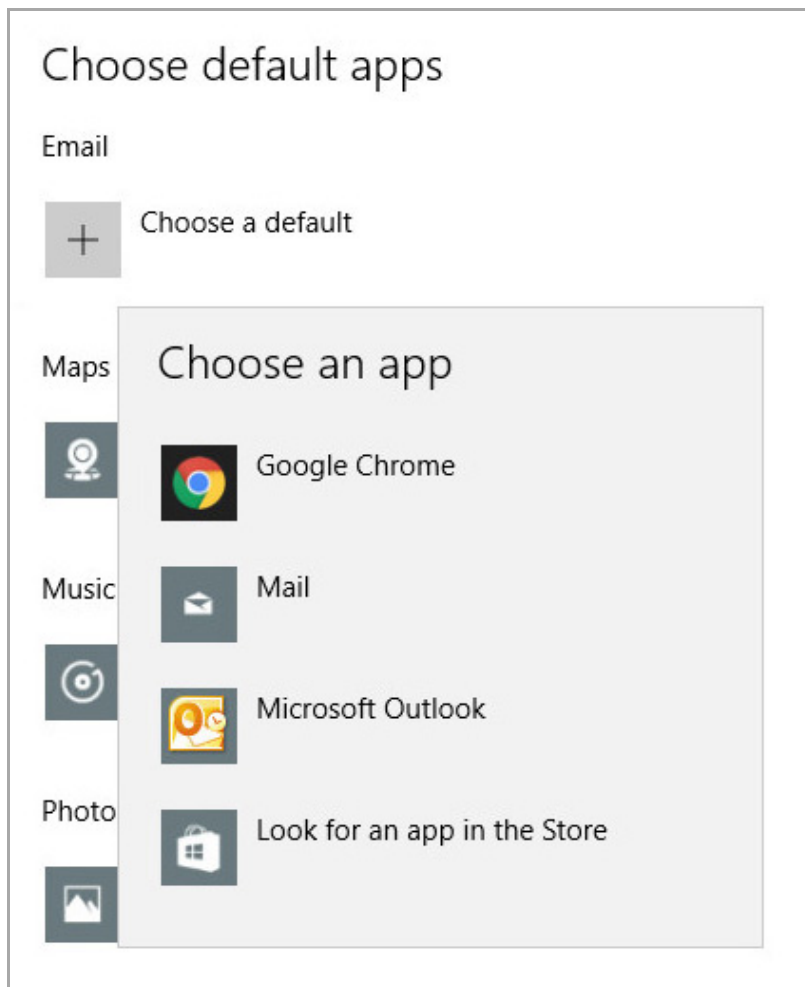 Choose default apps
Email
Choose a default
Maps
Choose an app
Google Chrome
Mail
Music
Microsoft Outlook
Photo
Look for an app in the Store